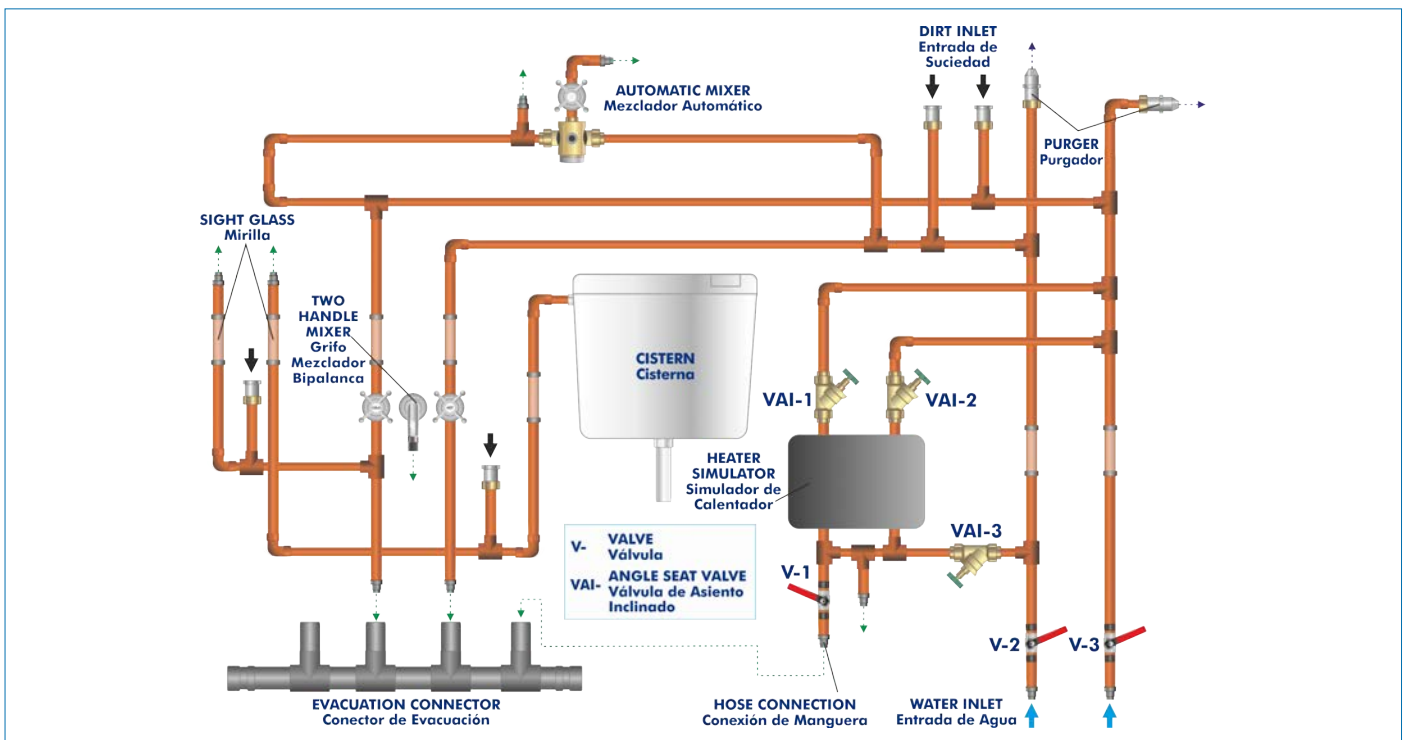 DIRT INLET
Entrada de
Suciedad
AUTOMATIC MIXER
Mezclador Automático
PURGER
Purgador
SIGHT GLASS
Mirilla
TWO
HANDLE
MIXER
Grifo
Mezclador
Bipalanca
CISTERN
Cisterna
VAI-1
VAI-2
HEATER
SIMULATOR
Simulador de
Calentador
VAI-3
V- VALVE
Válvula
VAI- ANGLE SEAT VALVE
Válvula de Asiento
Inclinado
V-1
V-2
V-3
EVACUATION CONNECTOR
Conector de Evacuación
HOSE CONNECTION
Conexión de Manguera
WATER INLET
Entrada de Agua